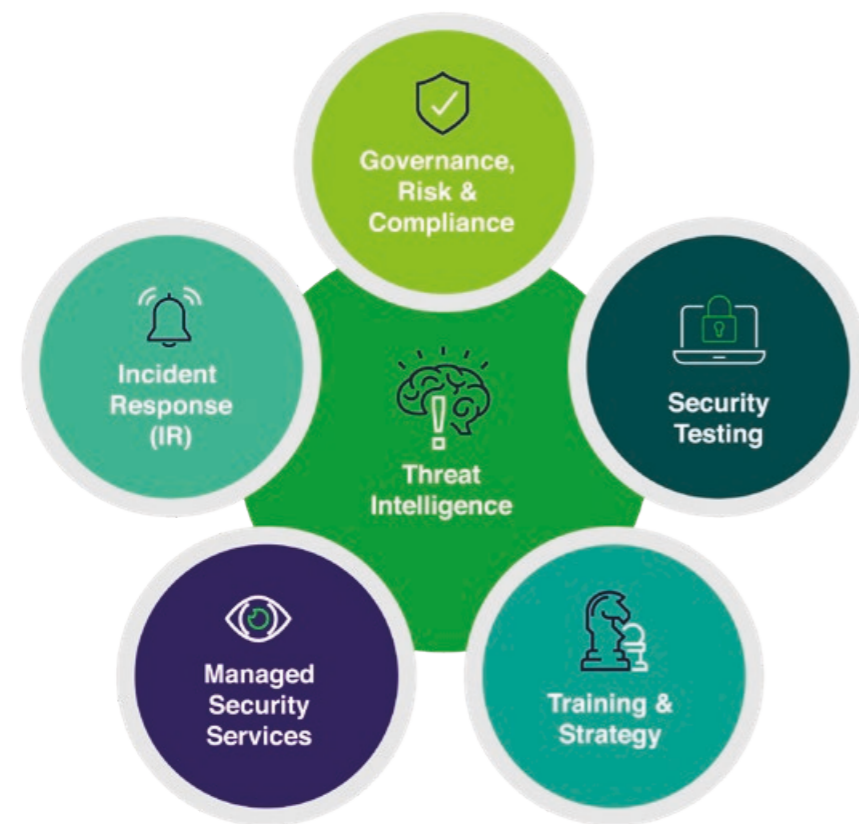 Governance,
Risk &
Compliance
Incident
Response
(IR)
Security
Testing
Threat
Intelligence
Managed
Security
Services
Training &
Strategy